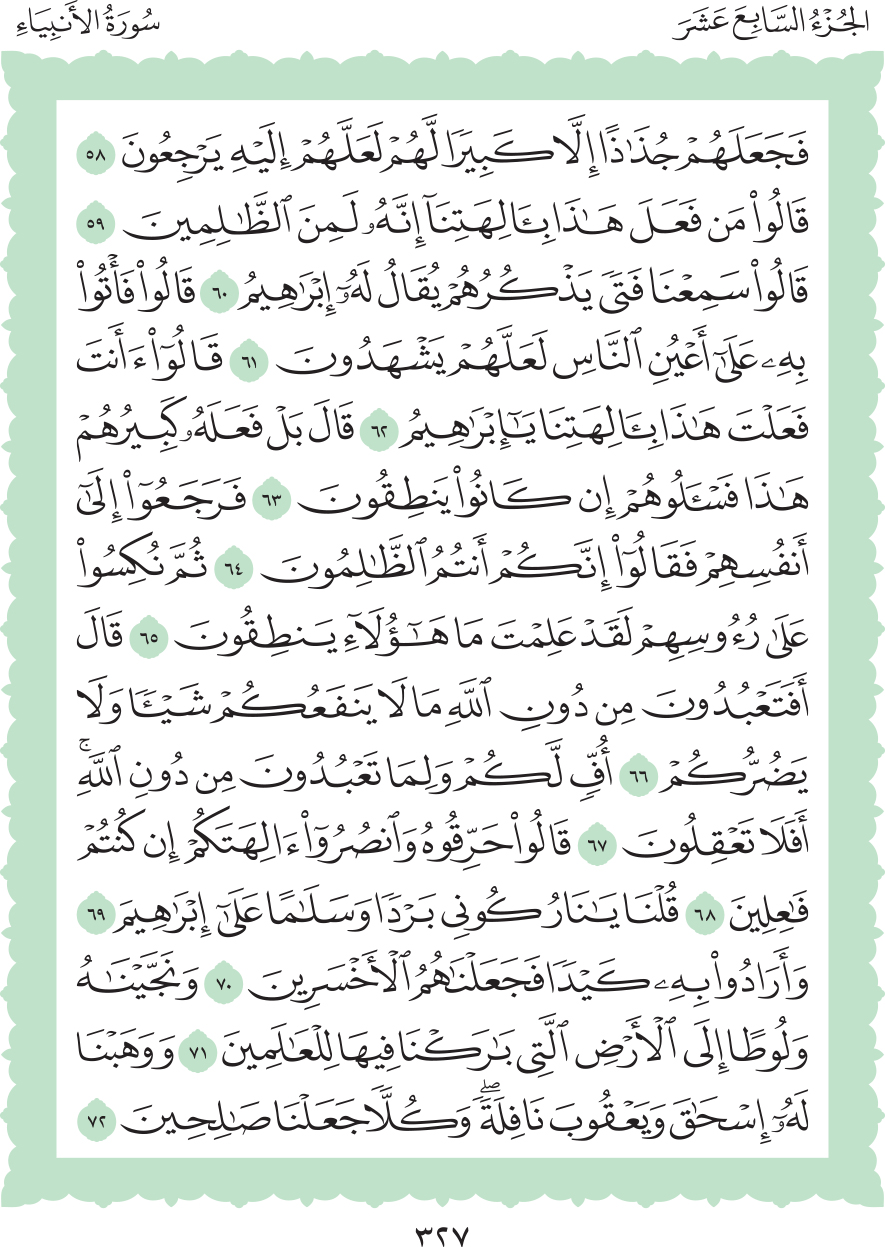 الجُزْءُ السَّابِعَ عَشَرَ
سُورَةُ الأَنبِيَاءِ
فَجَعَلَهُمۡ جُذَٰذًا إِلَّا كَبِيرٗا لَّهُمۡ لَعَلَّهُمۡ إِلَيۡهِ يَرۡجِعُونَ ٥٨
قَالُواْ مَن فَعَلَ هَٰذَا بِـَٔالِهَتِنَآ إِنَّهُۥ لَمِنَ ٱلظَّٰلِمِينَ ٥٩
قَالُواْ سَمِعۡنَا فَتٗى يَذۡكُرُهُمۡ يُقَالُ لَهُۥٓ إِبۡرَٰهِيمُ ٦٠ قَالُواْ فَأۡتُواْ
بِهِۦ عَلَىٰٓ أَعۡيُنِ ٱلنَّاسِ لَعَلَّهُمۡ يَشۡهَدُونَ ٦١ قَالُوٓاْ ءَأَنتَ
فَعَلۡتَ هَٰذَا بِـَٔالِهَتِنَا يَٰٓإِبۡرَٰهِيمُ ٦٢ قَالَ بَلۡ فَعَلَهُۥ كَبِيرُهُمۡ
هَٰذَا فَسۡـَٔلُوهُمۡ إِن كَانُواْ يَنطِقُونَ ٦٣ فَرَجَعُوٓاْ إِلَىٰٓ
أَنفُسِهِمۡ فَقَالُوٓاْ إِنَّكُمۡ أَنتُمُ ٱلظَّٰلِمُونَ ٦٤ ثُمَّ نُكِسُواْ
عَلَىٰ رُءُوسِهِمۡ لَقَدۡ عَلِمۡتَ مَا هَٰٓؤُلَآءِ يَنطِقُونَ ٦٥ قَالَ
أَفَتَعۡبُدُونَ مِن دُونِ ٱللَّهِ مَا لَا يَنفَعُكُمۡ شَيۡـٔٗا وَلَا
يَضُرُّكُمۡ ٦٦ أُفّٖ لَّكُمۡ وَلِمَا تَعۡبُدُونَ مِن دُونِ ٱللَّهِۚ
أَفَلَا تَعۡقِلُونَ ٦٧ قَالُواْ حَرِّقُوهُ وَٱنصُرُوٓاْ ءَالِهَتَكُمۡ إِن كُنتُمۡ
فَٰعِلِينَ ٦٨ قُلۡنَا يَٰنَارُ كُونِي بَرۡدٗا وَسَلَٰمًا عَلَىٰٓ إِبۡرَٰهِيمَ ٦٩
وَأَرَادُواْ بِهِۦ كَيۡدٗا فَجَعَلۡنَٰهُمُ ٱلۡأَخۡسَرِينَ ٧٠ وَنَجَّيۡنَٰهُ
وَلُوطًا إِلَى ٱلۡأَرۡضِ ٱلَّتِي بَٰرَكۡنَا فِيهَا لِلۡعَٰلَمِينَ ٧١ وَوَهَبۡنَا
لَهُۥٓ إِسۡحَٰقَ وَيَعۡقُوبَ نَافِلَةٗۖ وَكُلّٗا جَعَلۡنَا صَٰلِحِينَ ٧٢
٣٢٧